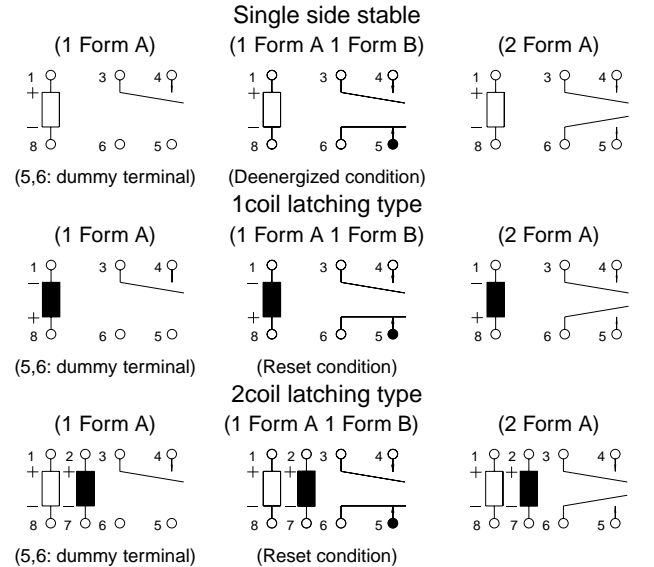 Single side stable
(1 Form A) (1 Form A 1 Form B) (2 Form A)
1 3 4 1 3 4 1 3 4
+ + +
– – –
8 6 5 8 6 5 8 6 5
(5,6: dummy terminal) (Deenergized condition)
1coil latching type
(1 Form A) (1 Form A 1 Form B) (2 Form A)
1 3 4 1 3 4 1 3 4
– – –
+ + +
8 6 5 8 6 5 8 6 5
(5,6: dummy terminal) (Reset condition)
2coil latching type
(1 Form A) (1 Form A 1 Form B) (2 Form A)
1 2 3 4 1 2 3 4 1 2 3 4
+ + + + + +
– – – – – –
8 7 6 5 8 7 6 5 8 7 6 5
(5,6: dummy terminal) (Reset condition)